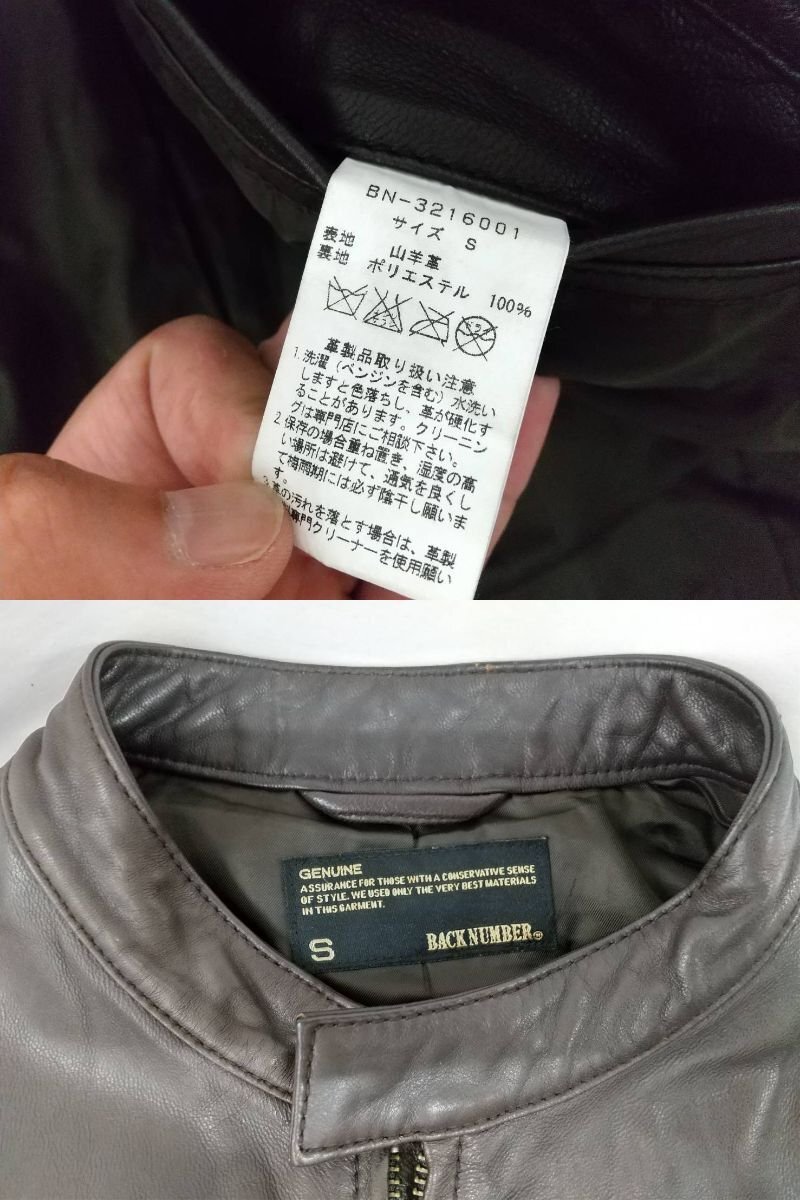 BN-3216001
サイズ S
表地 山羊革
裏地 ポリエステル 100%
革製品取り扱い注意
1.洗濯(ベンジンを含む)水洗い
しますと色落ちし、革が硬化す
ることがあります。クリーニン
グは専門店にご相談下さい。
2.保存の場合重ね置き、湿度の高
い場所は避けて、通気を良くし
て梅雨期には必ず陰干し願いま
す。
3.革の汚れを落とす場合は、革製
専門クリーナーを使用願い
GENUINE
ASSURANCE FOR THOSE WITH A CONSERVATIVE SENSE
OF STYLE. WE USED ONLY THE VERY BEST MATERIALS
IN THIS GARMENT.
S BACK NUMBER®